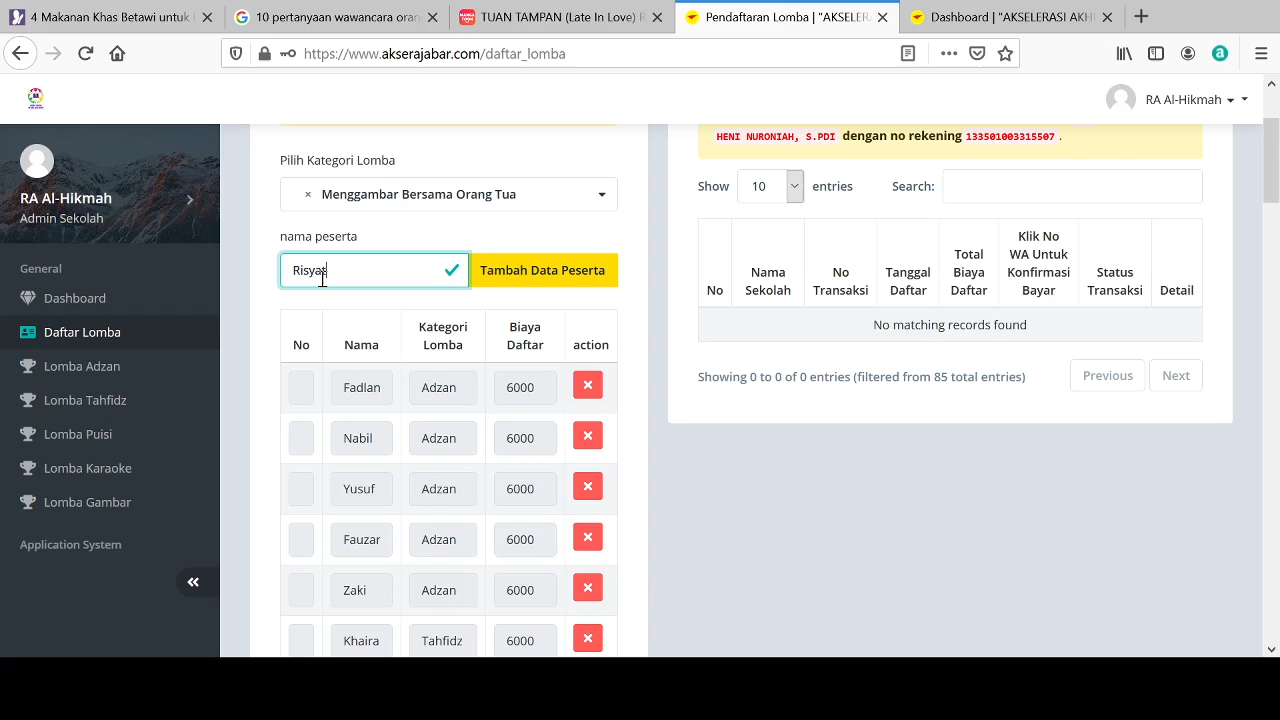 4 Makanan Khas Betawi untuk
10 pertanyaan wawancara oran
TUAN TAMPAN (Late In Love) R
Pendaftaran Lomba | "AKSELERA
Dashboard | "AKSELERASI AKH
https://www.akserajabar.com/daftar_lomba
RA Al-Hikmah
RA Al-Hikmah
Admin Sekolah
General
Dashboard
Daftar Lomba
Lomba Adzan
Lomba Tahfidz
Lomba Puisi
Lomba Karaoke
Lomba Gambar
Application System
Pilih Kategori Lomba
× Menggambar Bersama Orang Tua
nama peserta
Risyas
Tambah Data Peserta
No Nama Kategori Lomba Biaya Daftar action
Fadlan Adzan 6000
Nabil Adzan 6000
Yusuf Adzan 6000
Fauzar Adzan 6000
Zaki Adzan 6000
Khaira Tahfidz 6000
HENI NURONIAH, S.PDI dengan no rekening 133501003315507.
Show 10 entries Search:
No Nama Sekolah No Transaksi Tanggal Daftar Total Biaya Daftar Klik No WA Untuk Konfirmasi Bayar Status Transaksi Detail
No matching records found
Showing 0 to 0 of 0 entries (filtered from 85 total entries)
Previous
Next